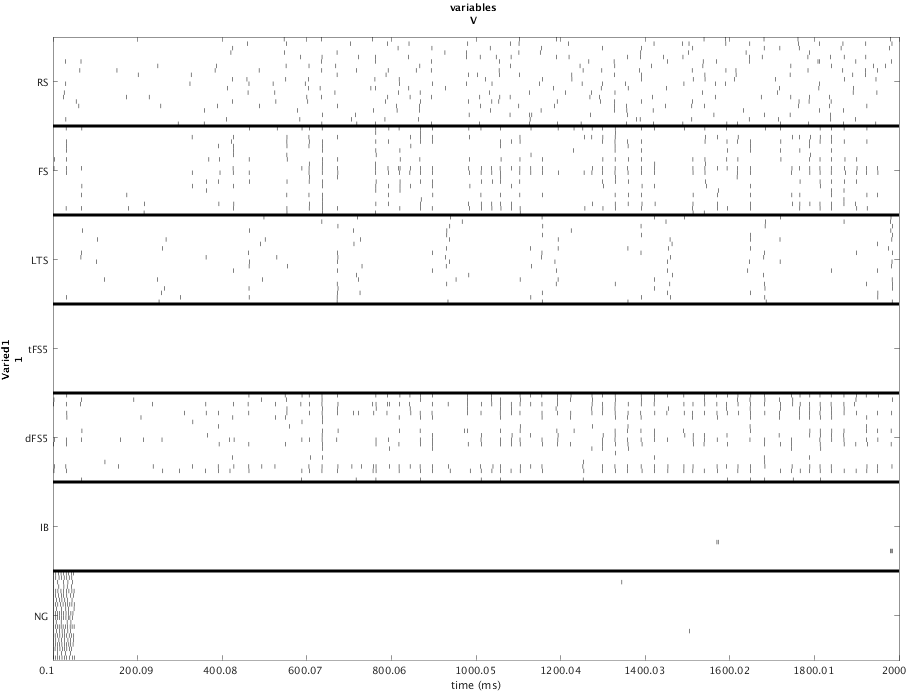 variables
V
RS
FS
LTS
tFS5
dFS5
IB
NG
Varied1
1
0.1 200.09 400.08 600.07 800.06 1000.05 1200.04 1400.03 1600.02 1800.01 2000
time (ms)